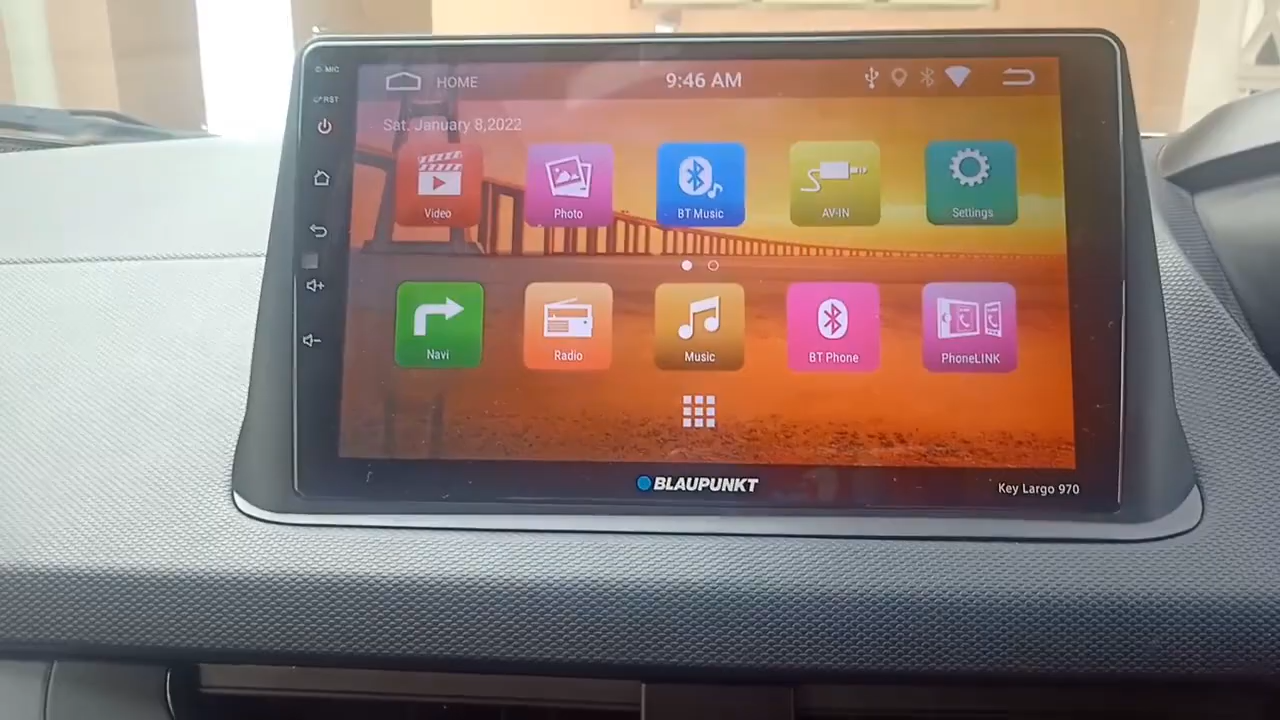 MIC
RST
HOME
9:46 AM
Sat. January 8,2022
Video
Photo
BT Music
AV-IN
Settings
Navi
Radio
Music
BT Phone
PhoneLINK
BLAUPUNKT
Key Largo 970